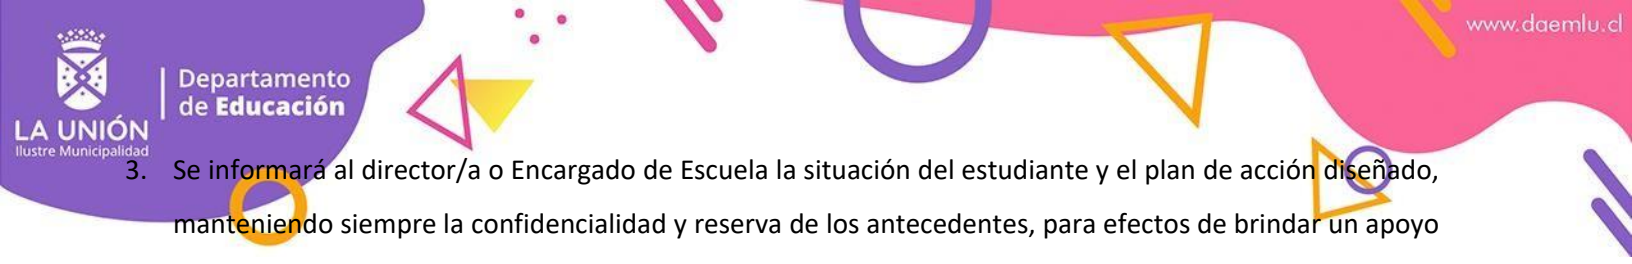 www.daemlu.cl
Departamento
de Educación
LA UNIÓN
Ilustre Municipalidad
3. Se informará al director/a o Encargado de Escuela la situación del estudiante y el plan de acción diseñado,
manteniendo siempre la confidencialidad y reserva de los antecedentes, para efectos de brindar un apoyo